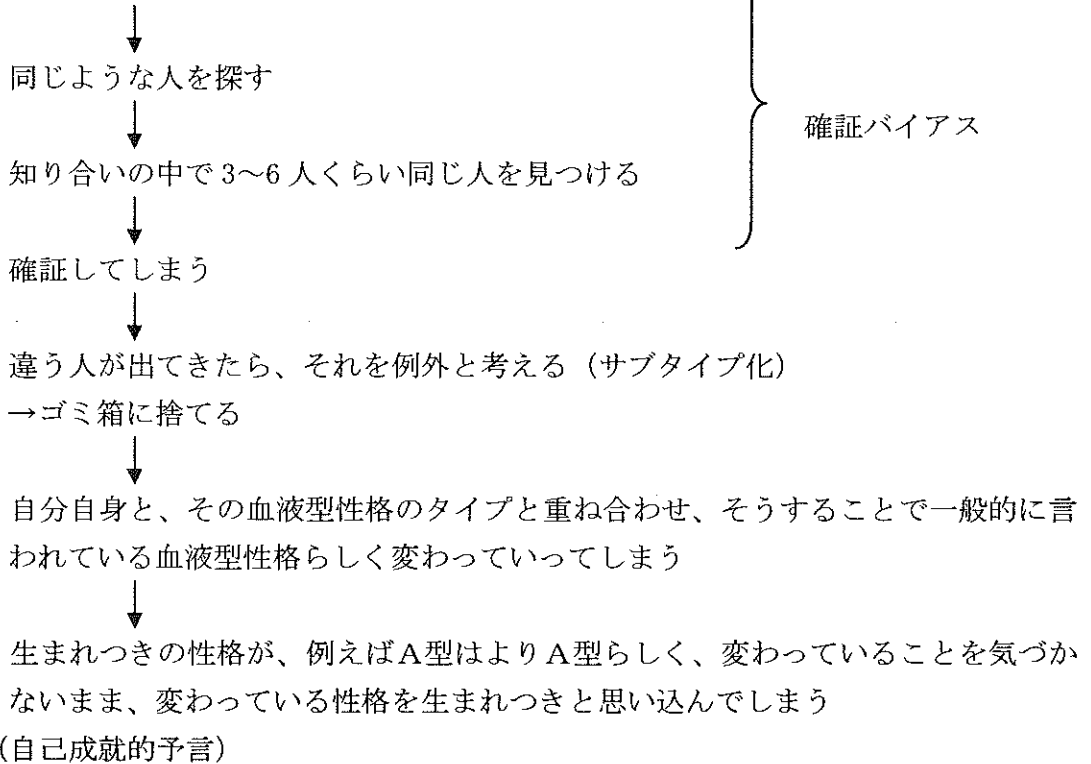 同じような人を探す
確証バイアス
知り合いの中で 3～6 人くらい同じ人を見つける
確証してしまう
違う人が出てきたら、それを例外と考える（サブタイプ化）
→ゴミ箱に捨てる
自分自身と、その血液型性格のタイプと重ね合わせ、そうすることで一般的に言
われている血液型性格らしく変わっていってしまう
生まれつきの性格が、例えばＡ型はよりＡ型らしく、変わっていることを気づか
ないまま、変わっている性格を生まれつきと思い込んでしまう
(自己成就的予言)